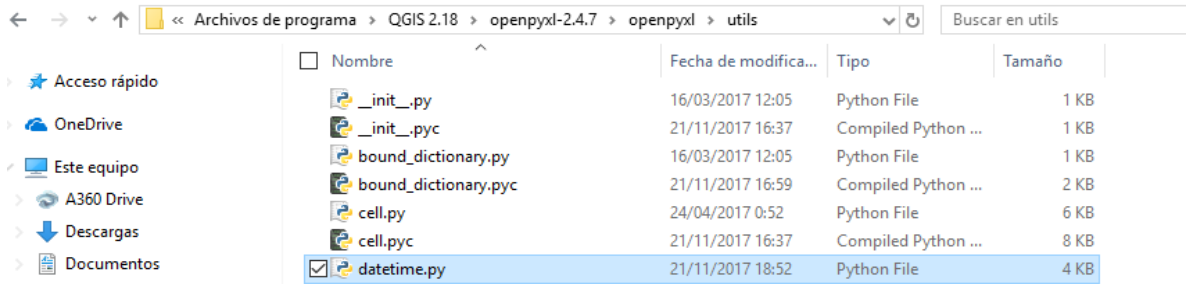 « Archivos de programa > QGIS 2.18 > openpyxl-2.4.7 > openpyxl > utils Buscar en utils
Nombre Fecha de modifica... Tipo Tamaño
Acceso rápido
OneDrive
Este equipo
A360 Drive
Descargas
Documentos
__init__.py 16/03/2017 12:05 Python File 1 KB
__init__.pyc 21/11/2017 16:37 Compiled Python ... 1 KB
bound_dictionary.py 16/03/2017 12:05 Python File 1 KB
bound_dictionary.pyc 21/11/2017 16:59 Compiled Python ... 2 KB
cell.py 24/04/2017 0:52 Python File 6 KB
cell.pyc 21/11/2017 16:37 Compiled Python ... 8 KB
datetime.py 21/11/2017 18:52 Python File 4 KB